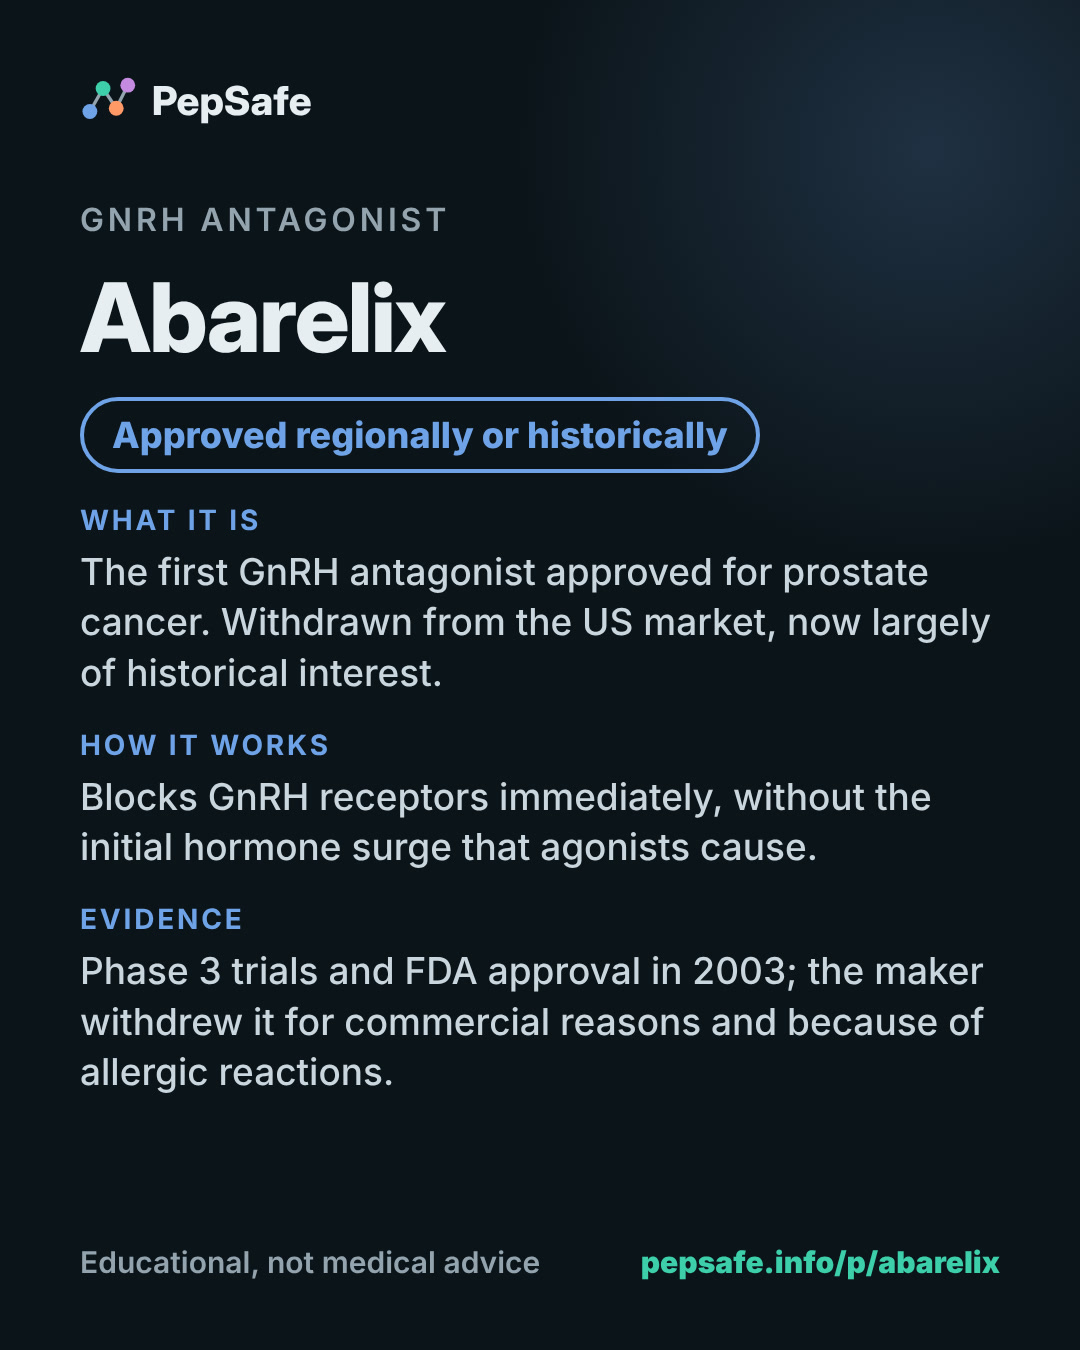 PepSafe
GNRH ANTAGONIST
Abarelix
Approved regionally or historically
WHAT IT IS
The first GnRH antagonist approved for prostate
cancer. Withdrawn from the US market, now largely
of historical interest.
HOW IT WORKS
Blocks GnRH receptors immediately, without the
initial hormone surge that agonists cause.
EVIDENCE
Phase 3 trials and FDA approval in 2003; the maker
withdrew it for commercial reasons and because of
allergic reactions.
Educational, not medical advice
pepsafe.info/p/abarelix